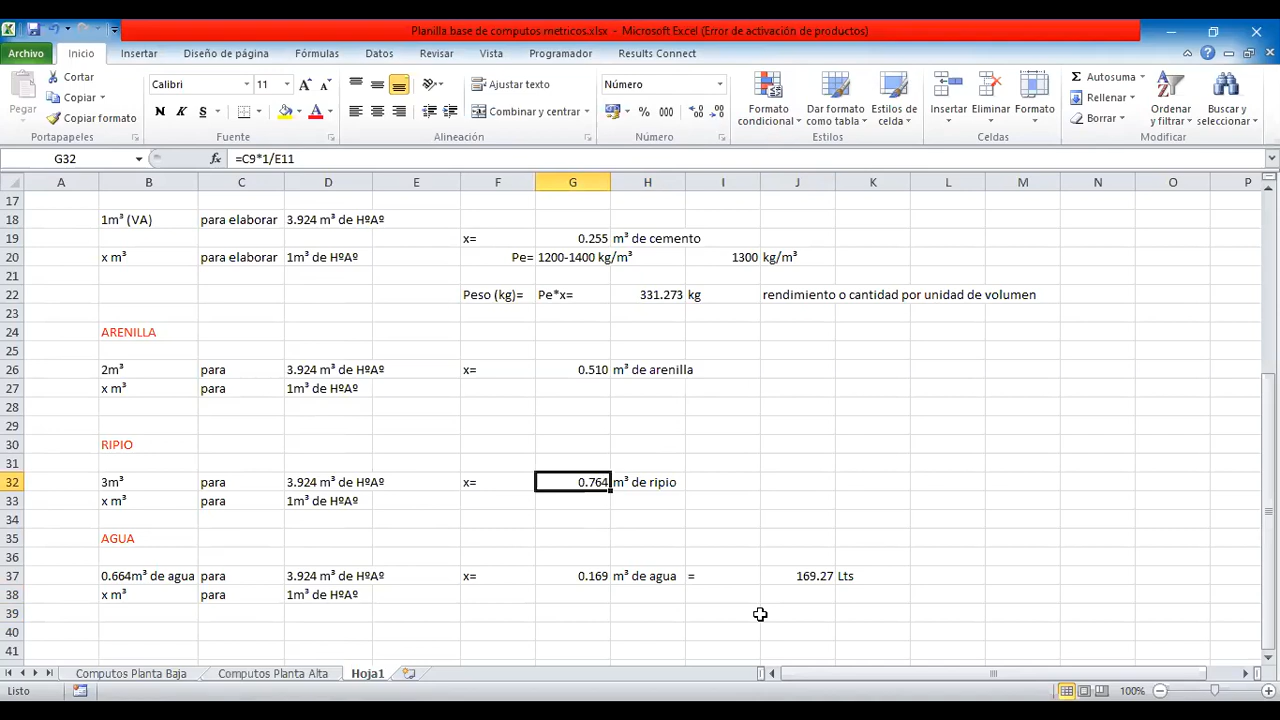 Planilla base de computos metricos.xlsx - Microsoft Excel (Error de activación de productos)
Archivo Inicio Insertar Diseño de página Fórmulas Datos Revisar Vista Programador Results Connect
Pegar Cortar Copiar Copiar formato Portapapeles
Calibri 11 N K S A Fuente
Ajustar texto Combinar y centrar Alineación
Número % 000 Número
Formato condicional Dar formato como tabla Estilos de celda Estilos
Insertar Eliminar Formato Celdas
Σ Autosuma Rellenar Borrar Ordenar y filtrar Buscar y seleccionar Modificar
G32 fx =C9*1/E11
A B C D E F G H I J K L M N O P
17
18 1m³ (VA) para elaborar 3.924 m³ de HºAº
19 x= 0.255 m³ de cemento
20 x m³ para elaborar 1m³ de HºAº Pe= 1200-1400 kg/m³ 1300 kg/m³
21
22 Peso (kg)= Pe*x= 331.273 kg rendimiento o cantidad por unidad de volumen
23
24 ARENILLA
25
26 2m³ para 3.924 m³ de HºAº x= 0.510 m³ de arenilla
27 x m³ para 1m³ de HºAº
28
29
30 RIPIO
31
32 3m³ para 3.924 m³ de HºAº x= 0.764 m³ de ripio
33 x m³ para 1m³ de HºAº
34
35 AGUA
36
37 0.664m³ de agua para 3.924 m³ de HºAº x= 0.169 m³ de agua = 169.27 Lts
38 x m³ para 1m³ de HºAº
39
40
41
Computos Planta Baja Computos Planta Alta Hoja1
Listo 100%